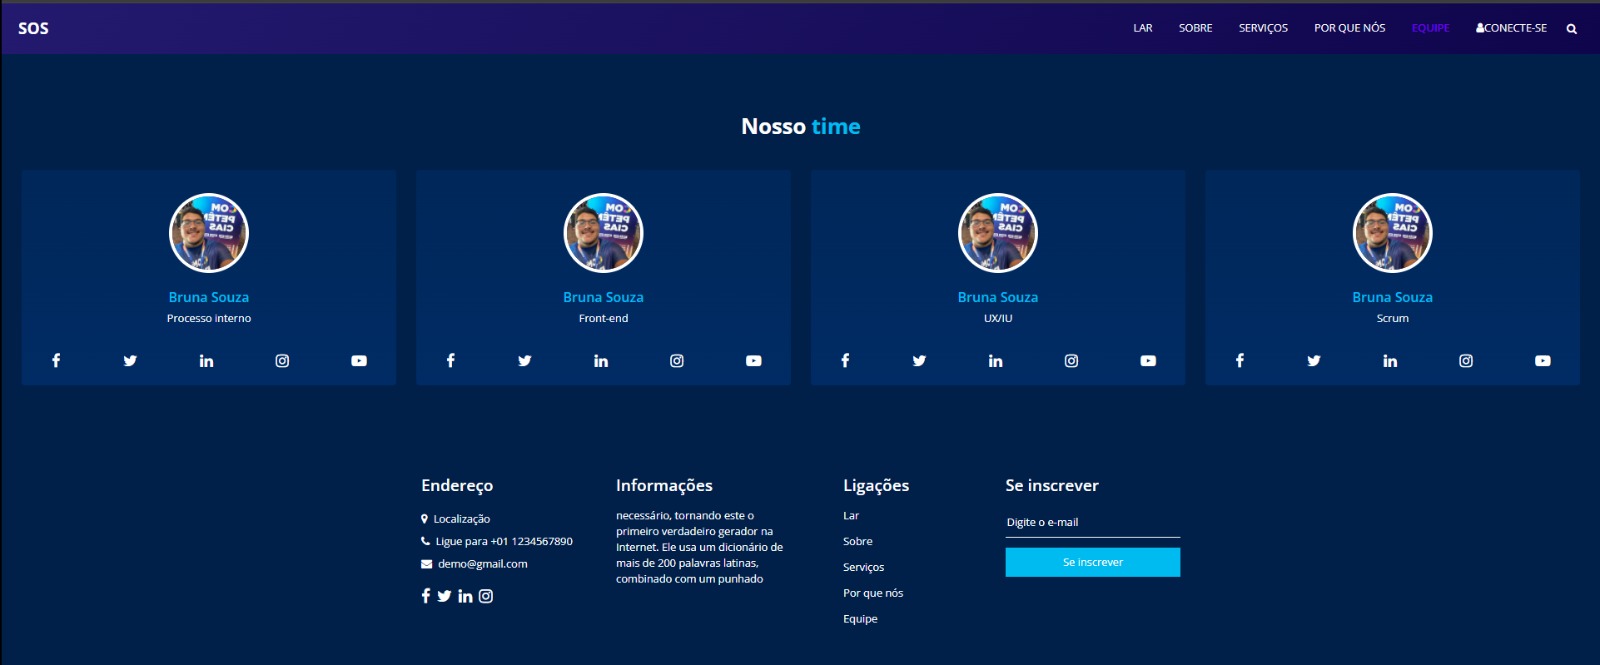 SOS
LAR
SOBRE
SERVIÇOS
POR QUE NÓS
EQUIPE
CONECTE-SE
Nosso time
Bruna Souza
Processo interno
Bruna Souza
Front-end
Bruna Souza
UX/IU
Bruna Souza
Scrum
Endereço
Localização
Ligue para +01 1234567890
demo@gmail.com
Informações
necessário, tornando este o
primeiro verdadeiro gerador na
Internet. Ele usa um dicionário de
mais de 200 palavras latinas,
combinado com um punhado
Ligações
Lar
Sobre
Serviços
Por que nós
Equipe
Se inscrever
Digite o e-mail
Se inscrever